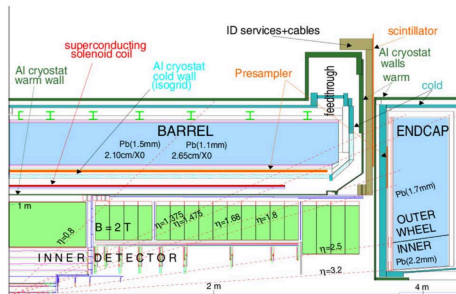 ID services+cables
scintillator
superconducting
solenoid coil
Al cryostat
warm wall
Al cryostat
cold wall
(isogrid)
Presampler
feedthrough
Al cryostat
walls
warm
cold
BARREL
Pb(1.5mm)
Pb(1.1mm)
2.10cm/X0
2.65cm/X0
ENDCAP
Pb(1.7mm)
OUTER
WHEEL
INNER
Pb(2.2mm)
1 m
η=0.8
B = 2 T
η=1.375
η=1.475
η=1.68
η=1.8
η=2.5
η=3.2
INNER DETECTOR
2 m
4 m